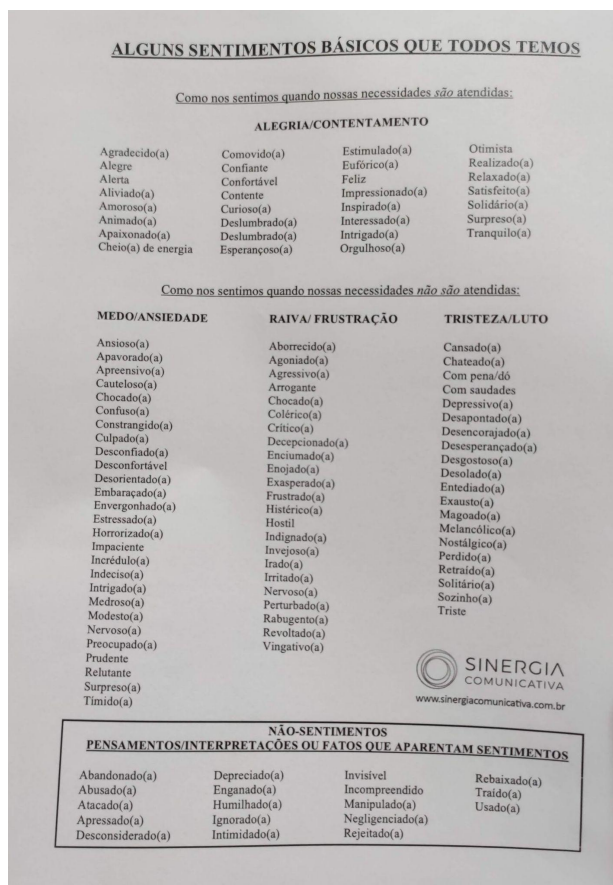 ALGUNS SENTIMENTOS BÁSICOS QUE TODOS TEMOS
Como nos sentimos quando nossas necessidades são atendidas:
ALEGRIA/CONTENTAMENTO
Agradecido(a)
Alegre
Alerta
Aliviado(a)
Amoroso(a)
Animado(a)
Apaixonado(a)
Cheio(a) de energia
Comovido(a)
Confiante
Confortável
Contente
Curioso(a)
Deslumbrado(a)
Deslumbrado(a)
Esperançoso(a)
Estimulado(a)
Eufórico(a)
Feliz
Impressionado(a)
Inspirado(a)
Interessado(a)
Intrigado(a)
Orgulhoso(a)
Otimista
Realizado(a)
Relaxado(a)
Satisfeito(a)
Solidário(a)
Surpreso(a)
Tranquilo(a)
Como nos sentimos quando nossas necessidades não são atendidas:
MEDO/ANSIEDADE
Ansioso(a)
Apavorado(a)
Apreensivo(a)
Cauteloso(a)
Chocado(a)
Confuso(a)
Constrangido(a)
Culpado(a)
Desconfiado(a)
Desconfortável
Desorientado(a)
Embaraçado(a)
Envergonhado(a)
Estressado(a)
Horrorizado(a)
Impaciente
Incrédulo(a)
Indeciso(a)
Intrigado(a)
Medroso(a)
Modesto(a)
Nervoso(a)
Preocupado(a)
Prudente
Relutante
Surpreso(a)
Tímido(a)
RAIVA/ FRUSTRAÇÃO
Aborrecido(a)
Agoniado(a)
Agressivo(a)
Arrogante
Chocado(a)
Colérico(a)
Crítico(a)
Decepcionado(a)
Enciumado(a)
Enojado(a)
Exasperado(a)
Frustrado(a)
Histérico(a)
Hostil
Indignado(a)
Invejoso(a)
Irado(a)
Irritado(a)
Nervoso(a)
Perturbado(a)
Rabugento(a)
Revoltado(a)
Vingativo(a)
TRISTEZA/LUTO
Cansado(a)
Chateado(a)
Com pena/dó
Com saudades
Depressivo(a)
Desapontado(a)
Desencorajado(a)
Desesperançado(a)
Desgostoso(a)
Desolado(a)
Entediado(a)
Exausto(a)
Magoado(a)
Melancólico(a)
Nostálgico(a)
Perdido(a)
Retraído(a)
Solitário(a)
Sozinho(a)
Triste
SINERGIA
COMUNICATIVA
www.sinergiacomunicativa.com.br
NÃO-SENTIMENTOS
PENSAMENTOS/INTERPRETAÇÕES OU FATOS QUE APARENTAM SENTIMENTOS
Abandonado(a)
Abusado(a)
Atacado(a)
Apressado(a)
Desconsiderado(a)
Depreciado(a)
Enganado(a)
Humilhado(a)
Ignorado(a)
Intimidado(a)
Invisível
Incompreendido
Manipulado(a)
Negligenciado(a)
Rejeitado(a)
Rebaixado(a)
Traído(a)
Usado(a)